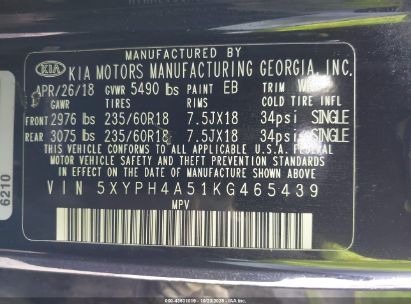 MANUFACTURED BY
KIA KIA MOTORS MANUFACTURING GEORGIA, INC.
APR/26/18 GVWR 5490 lbs PAINT EB TRIM
GAWR TIRES RIMS COLD TIRE INFL
FRONT 2976 lbs 235/60R18 7.5JX18 34psi SINGLE
REAR 3075 lbs 235/60R18 7.5JX18 34psi SINGLE
THIS VEHICLE CONFORMS TO ALL APPLICABLE
FEDERAL MOTOR VEHICLE SAFETY STANDARDS
IN EFFECT ON THE DATE OF MANUFACTURE SHOWN ABOVE.
VIN 5XYPH4A51KG465439
MPV
6210